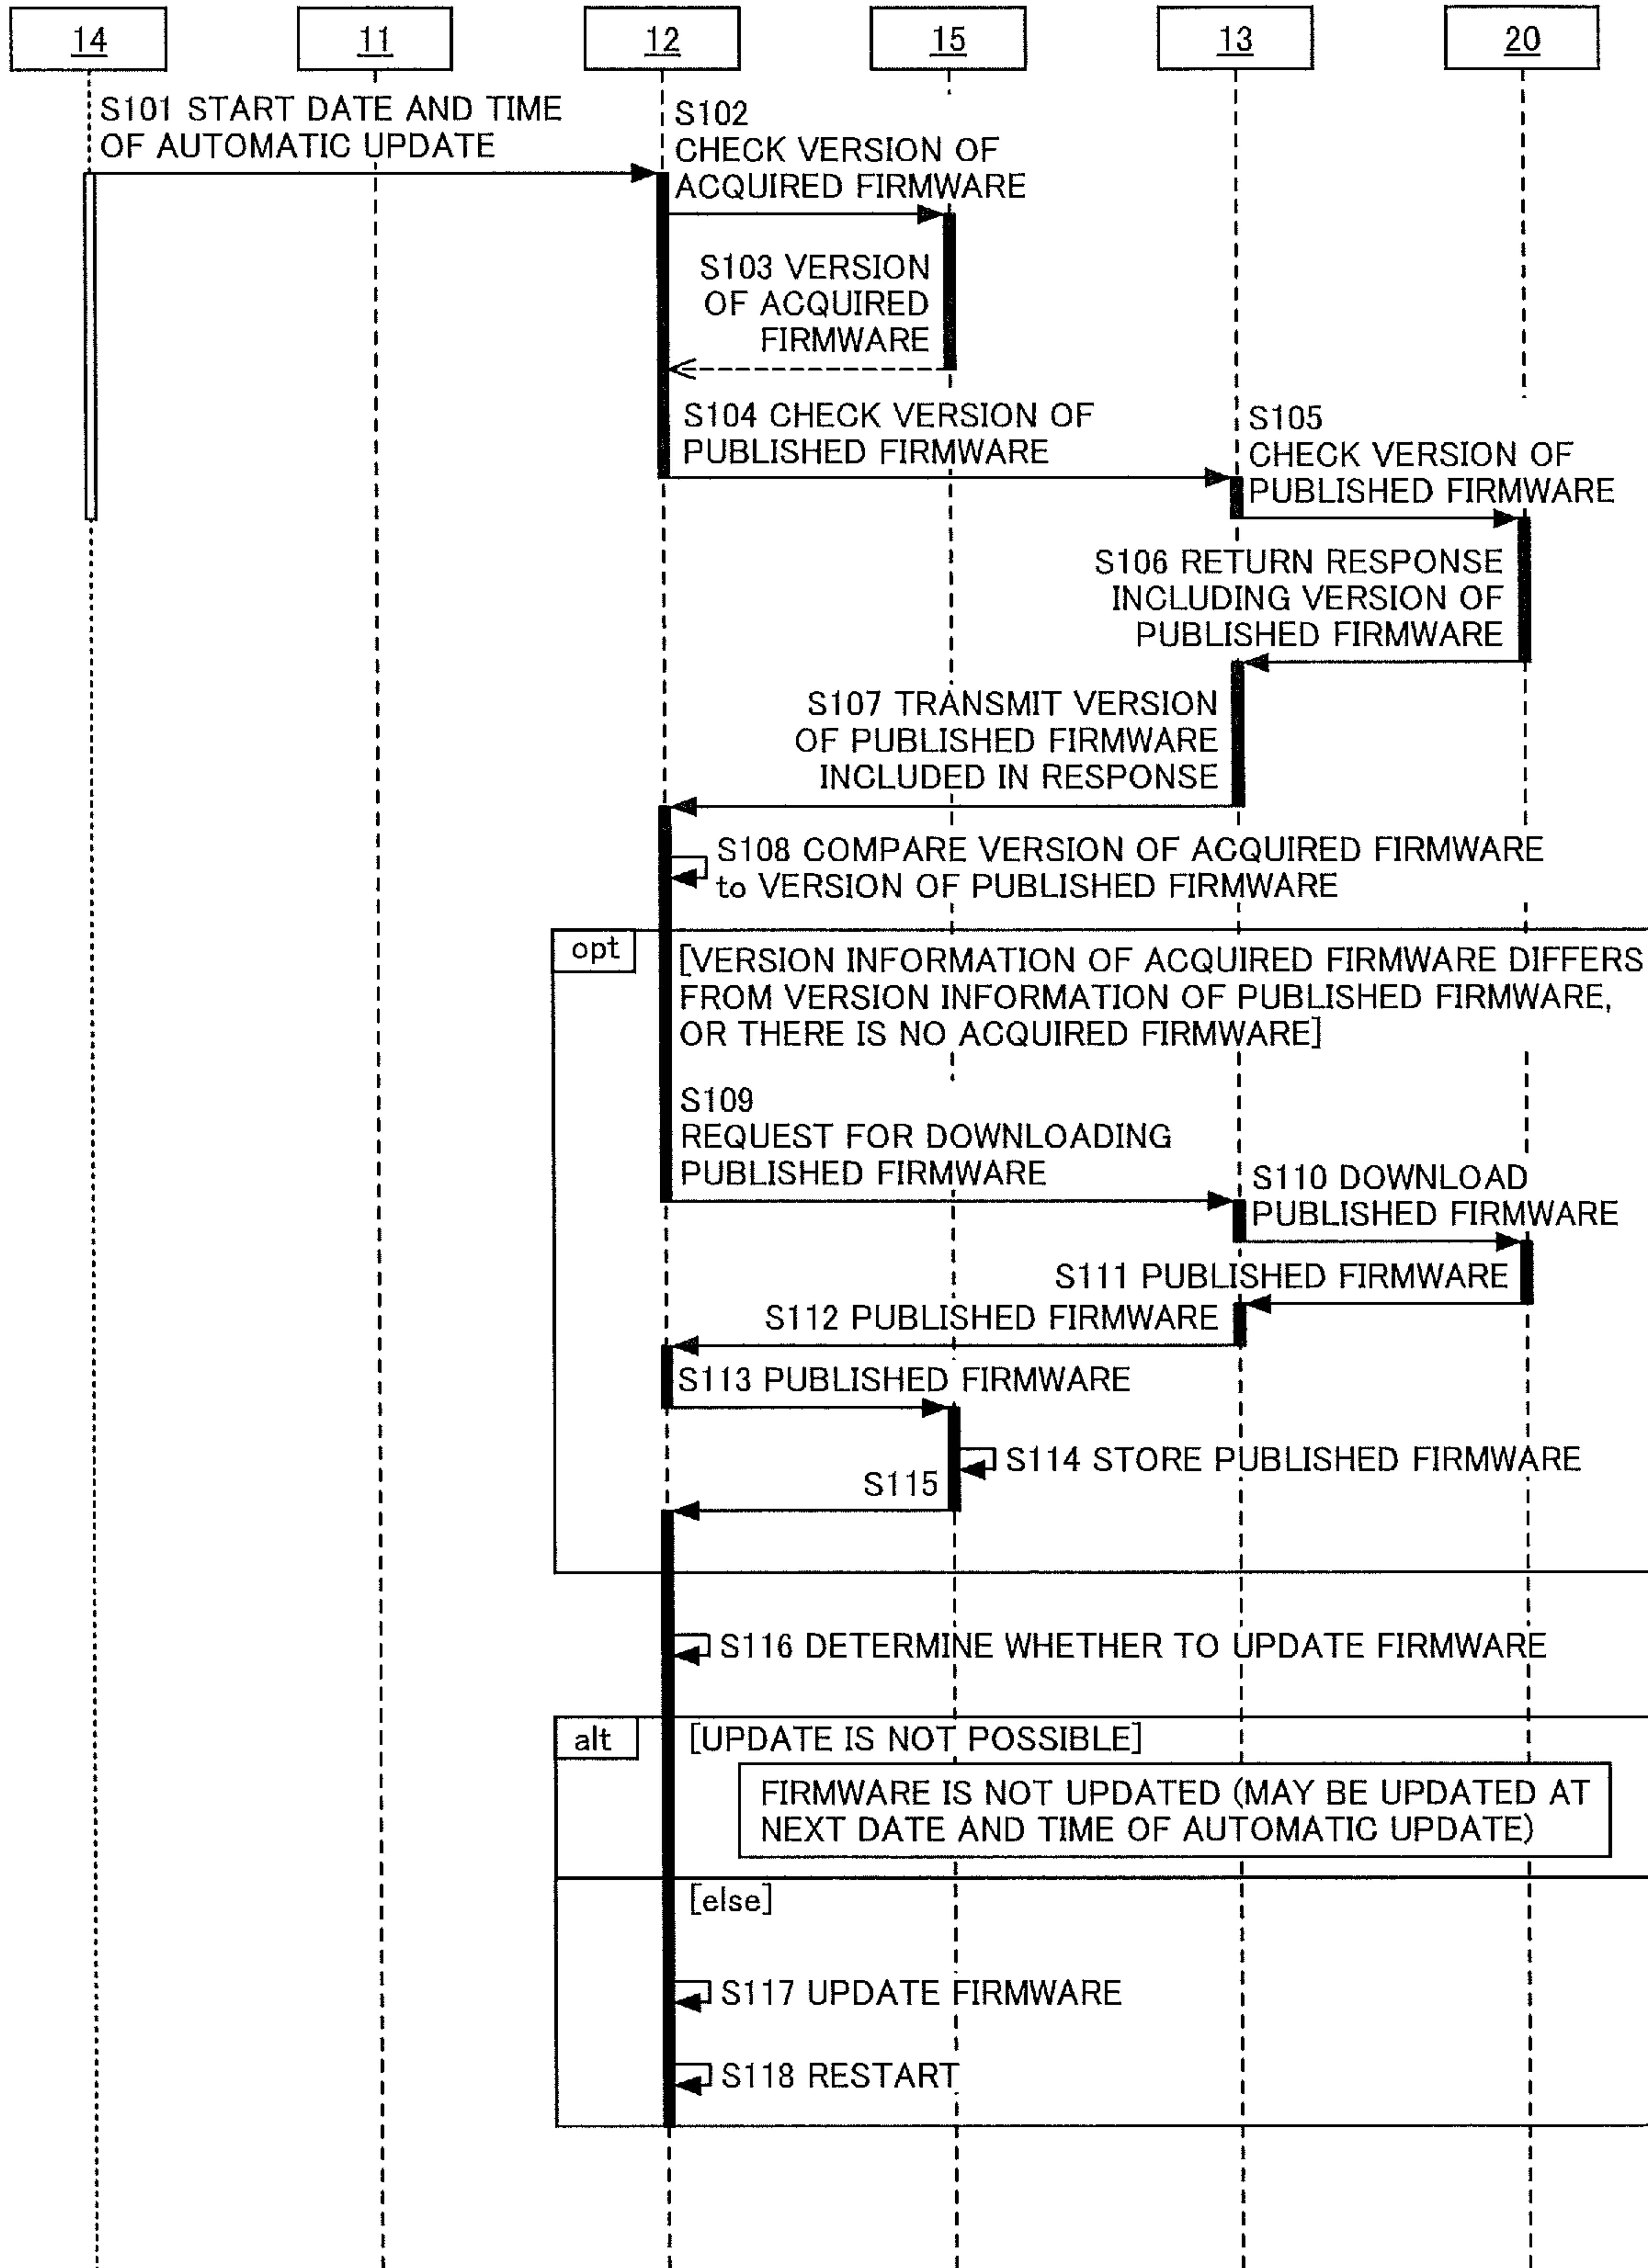 14
11
12
15
13
20
S101 START DATE AND TIME
OF AUTOMATIC UPDATE
S102
CHECK VERSION OF
ACQUIRED FIRMWARE
S103 VERSION
OF ACQUIRED
FIRMWARE
S104 CHECK VERSION OF
PUBLISHED FIRMWARE
S105
CHECK VERSION OF
PUBLISHED FIRMWARE
S106 RETURN RESPONSE
INCLUDING VERSION OF
PUBLISHED FIRMWARE
S107 TRANSMIT VERSION
OF PUBLISHED FIRMWARE
INCLUDED IN RESPONSE
S108 COMPARE VERSION OF ACQUIRED FIRMWARE
to VERSION OF PUBLISHED FIRMWARE
opt
[VERSION INFORMATION OF ACQUIRED FIRMWARE DIFFERS
FROM VERSION INFORMATION OF PUBLISHED FIRMWARE,
OR THERE IS NO ACQUIRED FIRMWARE]
S109
REQUEST FOR DOWNLOADING
PUBLISHED FIRMWARE
S110 DOWNLOAD
PUBLISHED FIRMWARE
S111 PUBLISHED FIRMWARE
S112 PUBLISHED FIRMWARE
S113 PUBLISHED FIRMWARE
S114 STORE PUBLISHED FIRMWARE
S115
S116 DETERMINE WHETHER TO UPDATE FIRMWARE
alt
[UPDATE IS NOT POSSIBLE]
FIRMWARE IS NOT UPDATED (MAY BE UPDATED AT
NEXT DATE AND TIME OF AUTOMATIC UPDATE)
[else]
S117 UPDATE FIRMWARE
S118 RESTART